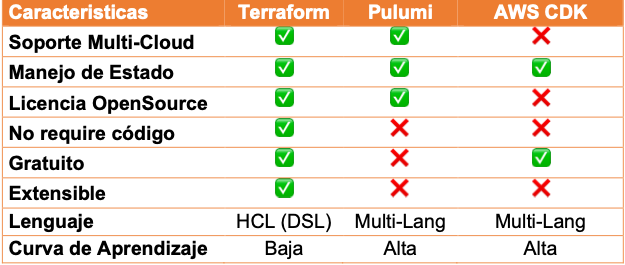 Caracteristicas Terraform Pulumi AWS CDK
Soporte Multi-Cloud ✅ ✅ ❌
Manejo de Estado ✅ ✅ ✅
Licencia OpenSource ✅ ✅ ❌
No require código ✅ ❌ ❌
Gratuito ✅ ❌ ✅
Extensible ✅ ❌ ❌
Lenguaje HCL (DSL) Multi-Lang Multi-Lang
Curva de Aprendizaje Baja Alta Alta